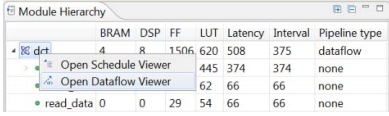 Module Hierarchy
BRAM DSP FF LUT Latency Interval Pipeline type
dct 4 8 1506 620 508 375 dataflow
Open Schedule Viewer 445 374 374 none
Open Dataflow Viewer 62 66 66 none
read_data 0 0 29 54 66 66 none